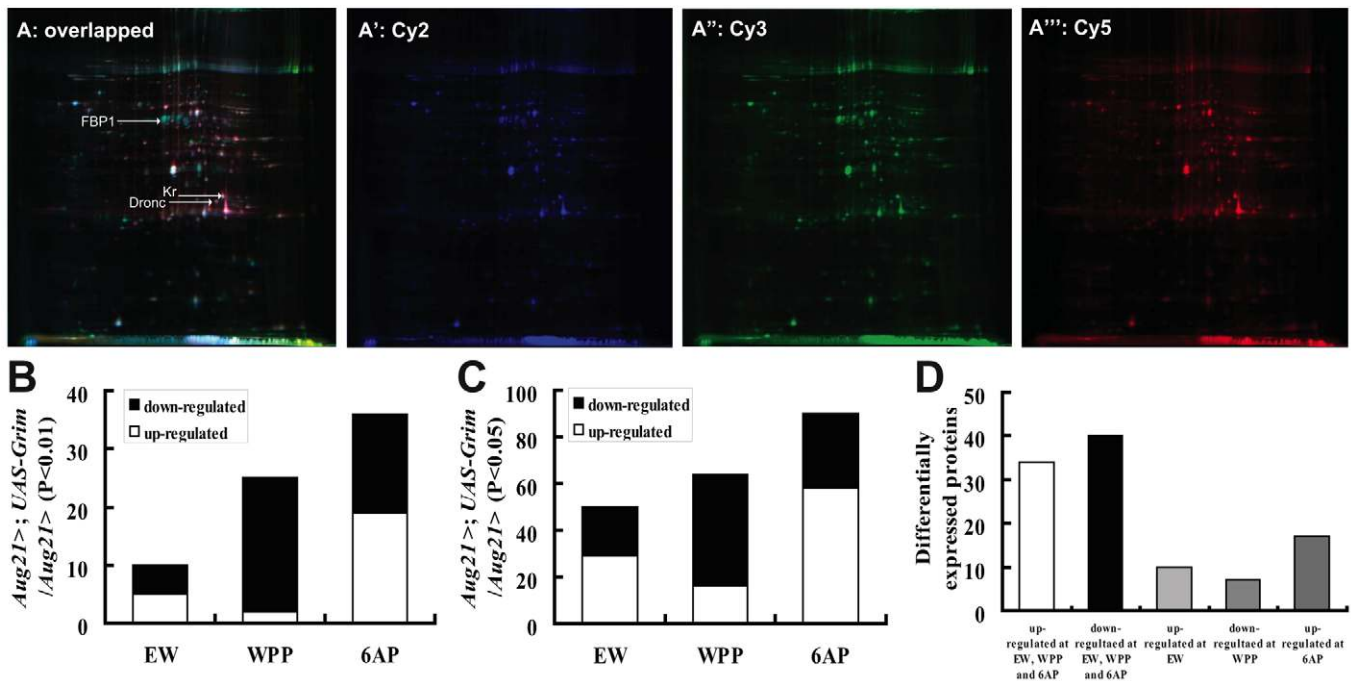 A: overlapped
A': Cy2
A'': Cy3
A''': Cy5
FBP1
Kr
Dronc
B
Aug21>; UAS-Grim
/Aug21> (P<0.01)
40
30
20
10
0
down-regulated
up-regulated
EW
WPP
6AP
C
Aug21>; UAS-Grim
/Aug21> (P<0.05)
100
80
60
40
20
0
down-regulated
up-regulated
EW
WPP
6AP
D
Differentially
expressed proteins
50
40
30
20
10
0
up-
regulated at
EW, WPP
and 6AP
down-
regultaed at
EW, WPP
and 6AP
up-
regulated at
EW
down-
regultaed at
WPP
up-
regulated at
6AP